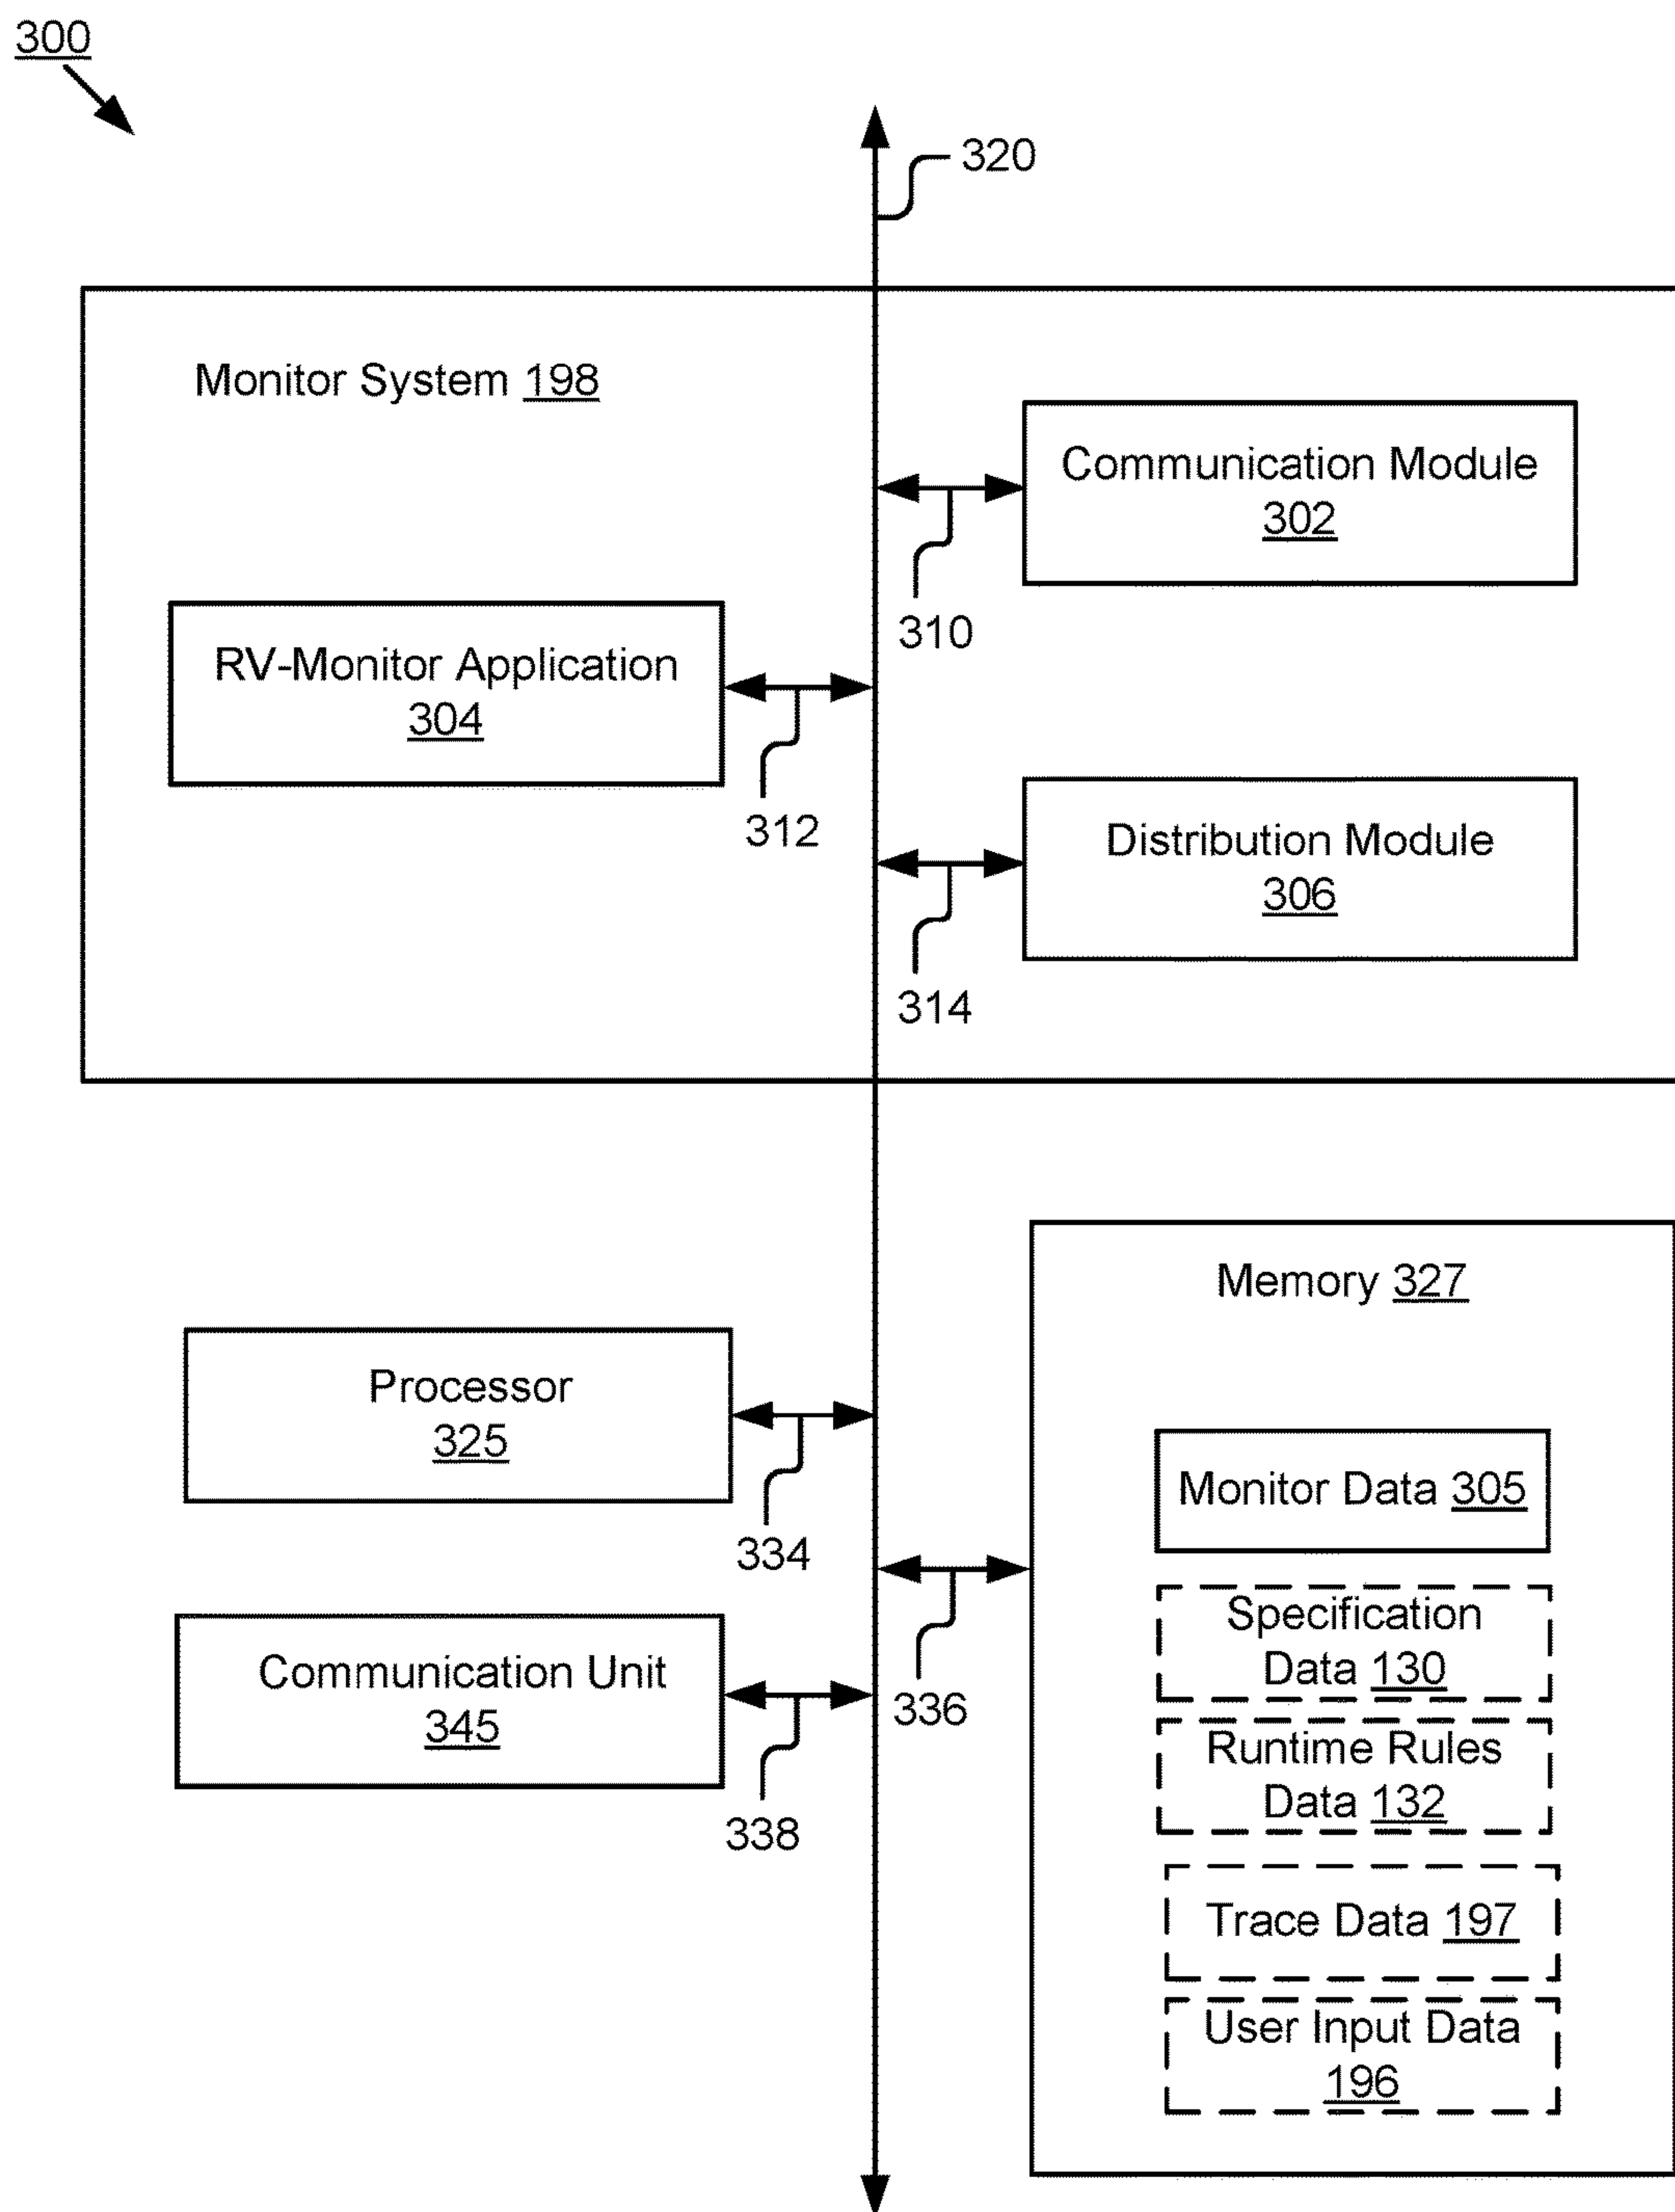 300
320
Monitor System 198
Communication Module
302
310
RV-Monitor Application
304
312
Distribution Module
306
314
Memory 327
Processor
325
334
Monitor Data 305
Specification
Data 130
Communication Unit
345
336
338
Runtime Rules
Data 132
Trace Data 197
User Input Data
196